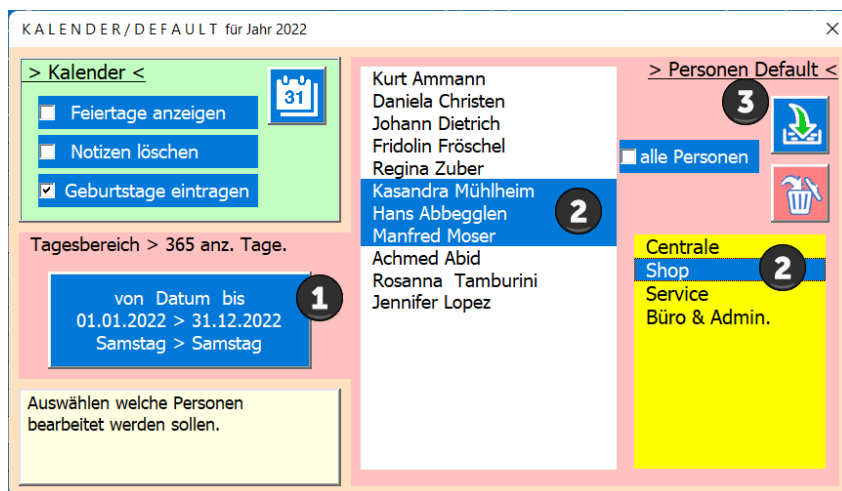 KALENDER/DEFAULT für Jahr 2022
> Kalender <
31
Feiertage anzeigen
Notizen löschen
Geburtstage eintragen
Tagesbereich > 365 anz. Tage.
von Datum bis
01.01.2022 > 31.12.2022
Samstag > Samstag
1
Auswählen welche Personen
bearbeitet werden sollen.
Kurt Ammann
Daniela Christen
Johann Dietrich
Fridolin Fröschel
Regina Zuber
Kasandra Mühlheim
Hans Abbegglen
Manfred Moser
2
Achmed Abid
Rosanna Tamburini
Jennifer Lopez
> Personen Default <
3
alle Personen
Centrale
Shop
2
Service
Büro & Admin.